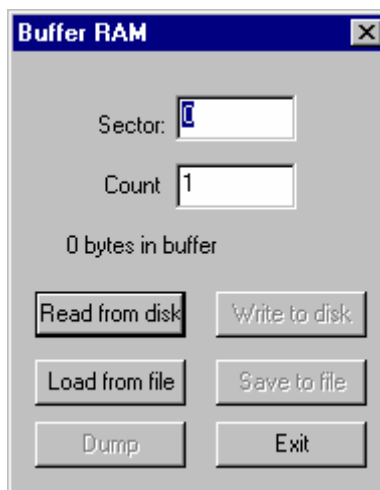 Buffer RAM
Sector: 0
Count 1
0 bytes in buffer
Read from disk Write to disk
Load from file Save to file
Dump Exit